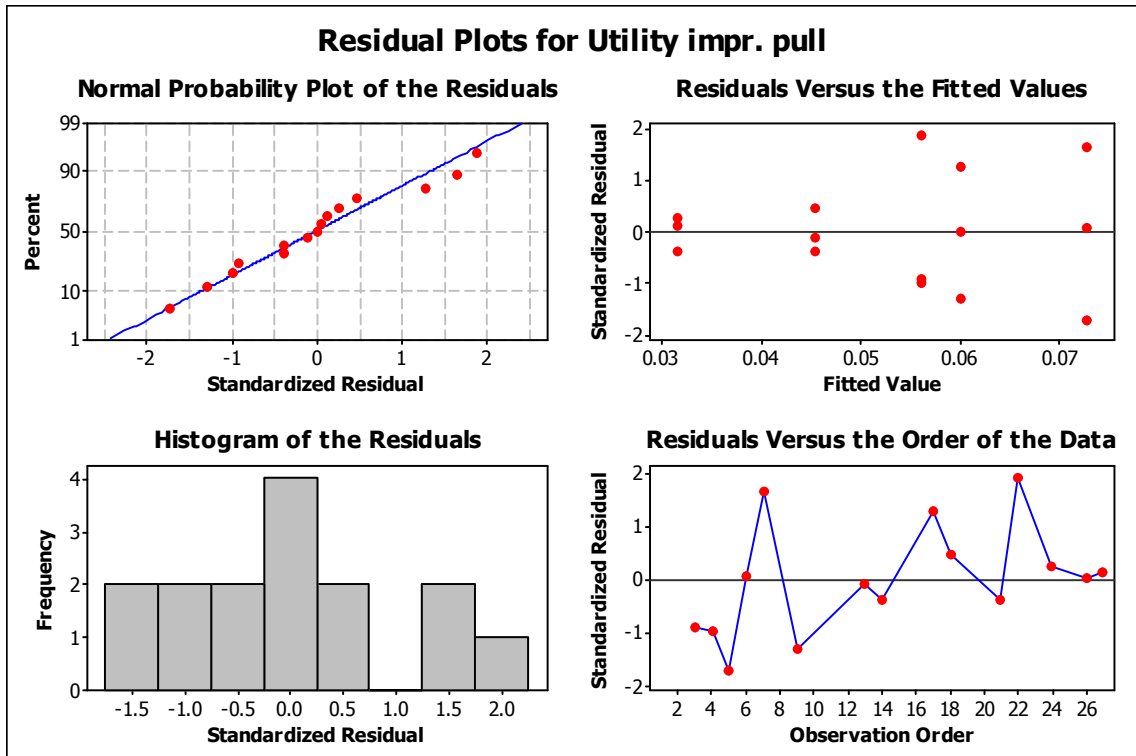 Residual Plots for Utility impr. pull
Normal Probability Plot of the Residuals
99
90
50
10
1
Percent
-2 -1 0 1 2
Standardized Residual
Residuals Versus the Fitted Values
2
1
0
-1
-2
Standardized Residual
0.03 0.04 0.05 0.06 0.07
Fitted Value
Histogram of the Residuals
4
3
2
1
0
Frequency
-1.5 -1.0 -0.5 0.0 0.5 1.0 1.5 2.0
Standardized Residual
Residuals Versus the Order of the Data
2
1
0
-1
-2
Standardized Residual
2 4 6 8 10 12 14 16 18 20 22 24 26
Observation Order